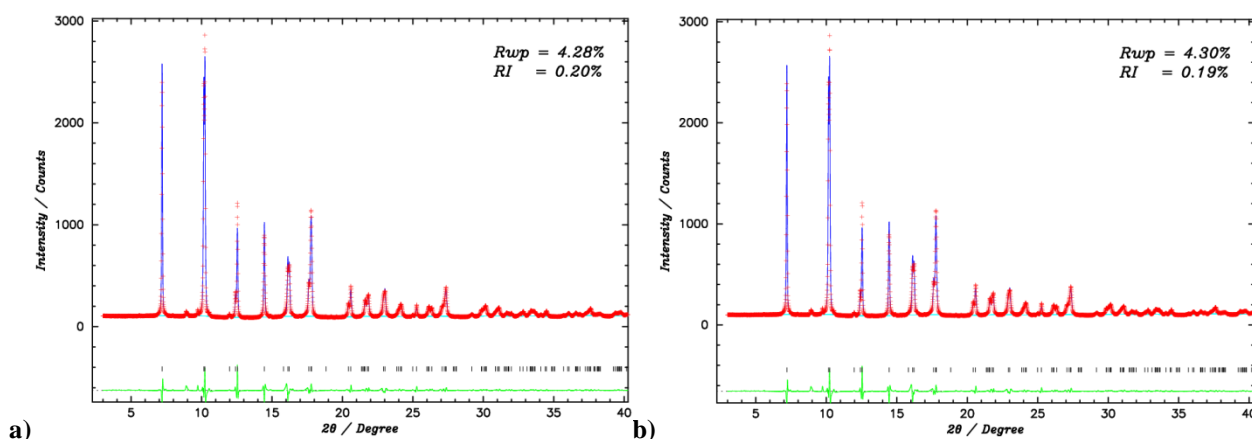 3000
2000
1000
0
Intensity / Counts
Rwp = 4.28%
RI = 0.20%
5 10 15 20 25 30 35 40
2θ / Degree
a)
3000
2000
1000
0
Intensity / Counts
Rwp = 4.30%
RI = 0.19%
5 10 15 20 25 30 35 40
2θ / Degree
b)